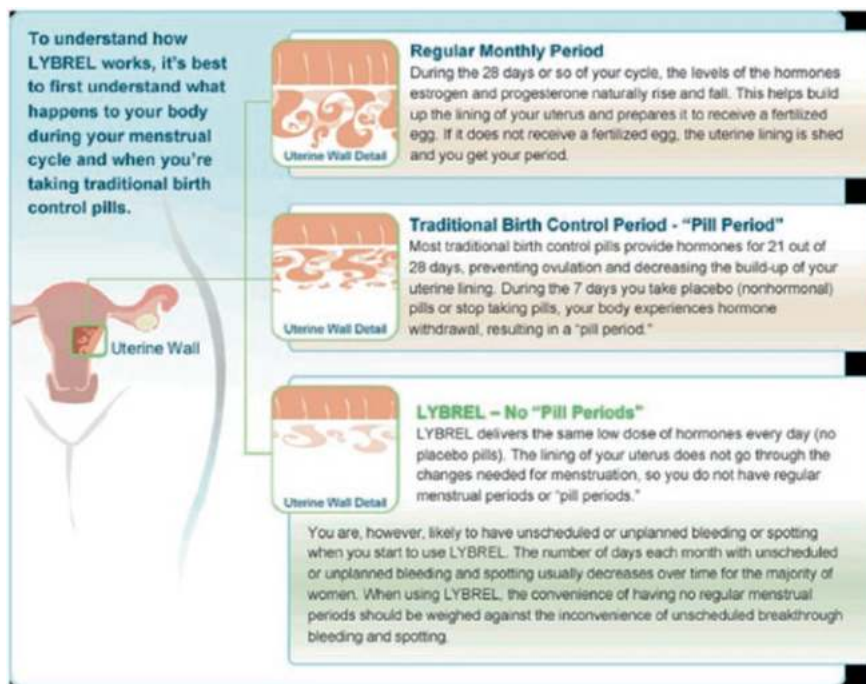 To understand how
LYBREL works, it's best
to first understand what
happens to your body
during your menstrual
cycle and when you're
taking traditional birth
control pills.
Uterine Wall
Regular Monthly Period
During the 28 days or so of your cycle, the levels of the hormones
estrogen and progesterone naturally rise and fall. This helps build
up the lining of your uterus and prepares it to receive a fertilized
egg. If it does not receive a fertilized egg, the uterine lining is shed
and you get your period.
Uterine Wall Detail
Traditional Birth Control Period - "Pill Period"
Most traditional birth control pills provide hormones for 21 out of
28 days, preventing ovulation and decreasing the build-up of your
uterine lining. During the 7 days you take placebo (nonhormonal)
pills or stop taking pills, your body experiences hormone
withdrawal, resulting in a "pill period."
Uterine Wall Detail
LYBREL – No "Pill Periods"
LYBREL delivers the same low dose of hormones every day (no
placebo pills). The lining of your uterus does not go through the
changes needed for menstruation, so you do not have regular
menstrual periods or "pill periods."
Uterine Wall Detail
You are, however, likely to have unscheduled or unplanned bleeding or spotting
when you start to use LYBREL. The number of days each month with unscheduled
or unplanned bleeding and spotting usually decreases over time for the majority of
women. When using LYBREL, the convenience of having no regular menstrual
periods should be weighed against the inconvenience of unscheduled breakthrough
bleeding and spotting.